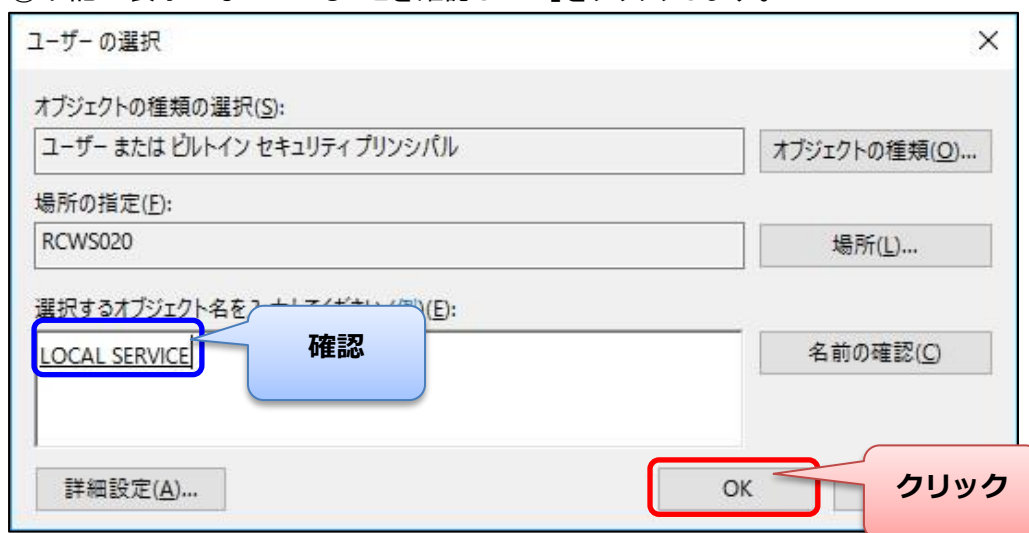 ユーザー の選択
オブジェクトの種類の選択(S):
ユーザー または ビルトイン セキュリティ プリンシパル
オブジェクトの種類(O)...
場所の指定(F):
RCWS020
場所(L)...
選択するオブジェクト名を (E):
LOCAL SERVICE
確認
名前の確認(C)
詳細設定(A)...
OK
クリック